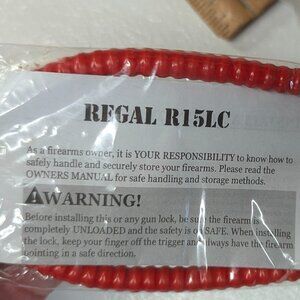 REGAL R15LC
As a firearms owner, it is YOUR RESPONSIBILITY to know how to
safely handle and securely store your firearms. Please read the
OWNERS MANUAL for safe handling and storage methods.
WARNING!
Before installing this or any gun lock, be sure the firearm is
completely UNLOADED and the safety is on SAFE. When installing
the lock, keep your finger off the trigger and always have the firearm
pointing in a safe direction.